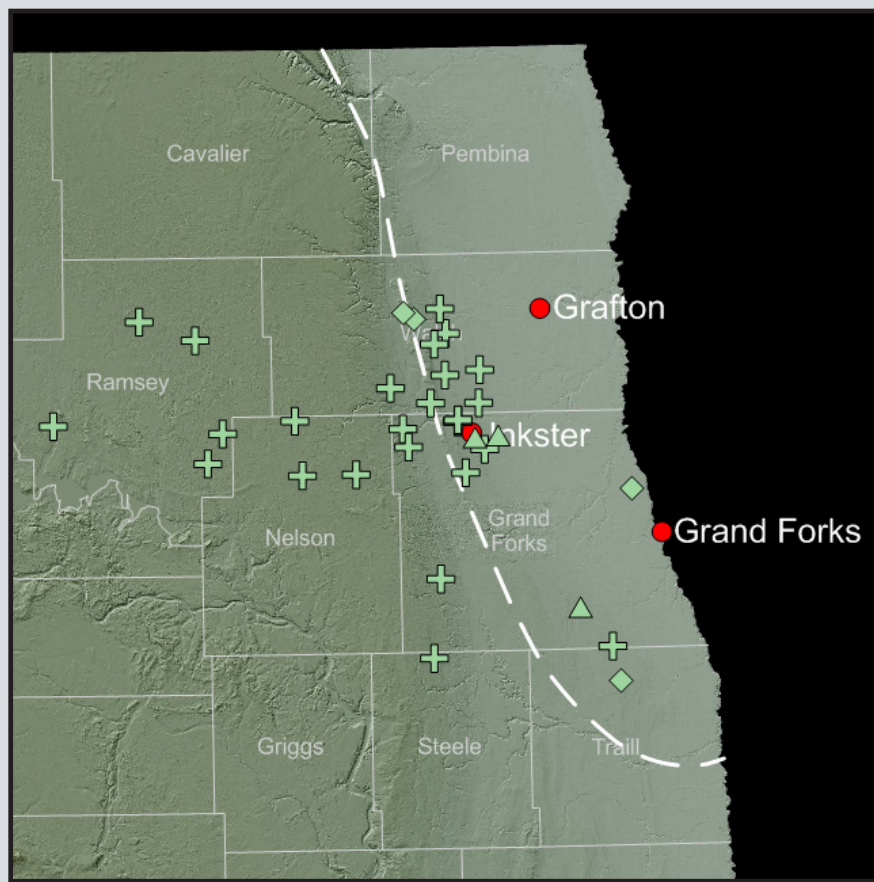 Cavalier
Pembina
Grafton
Ramsey
Inkster
Grand
Forks
Grand Forks
Nelson
Griggs
Steele
Traill